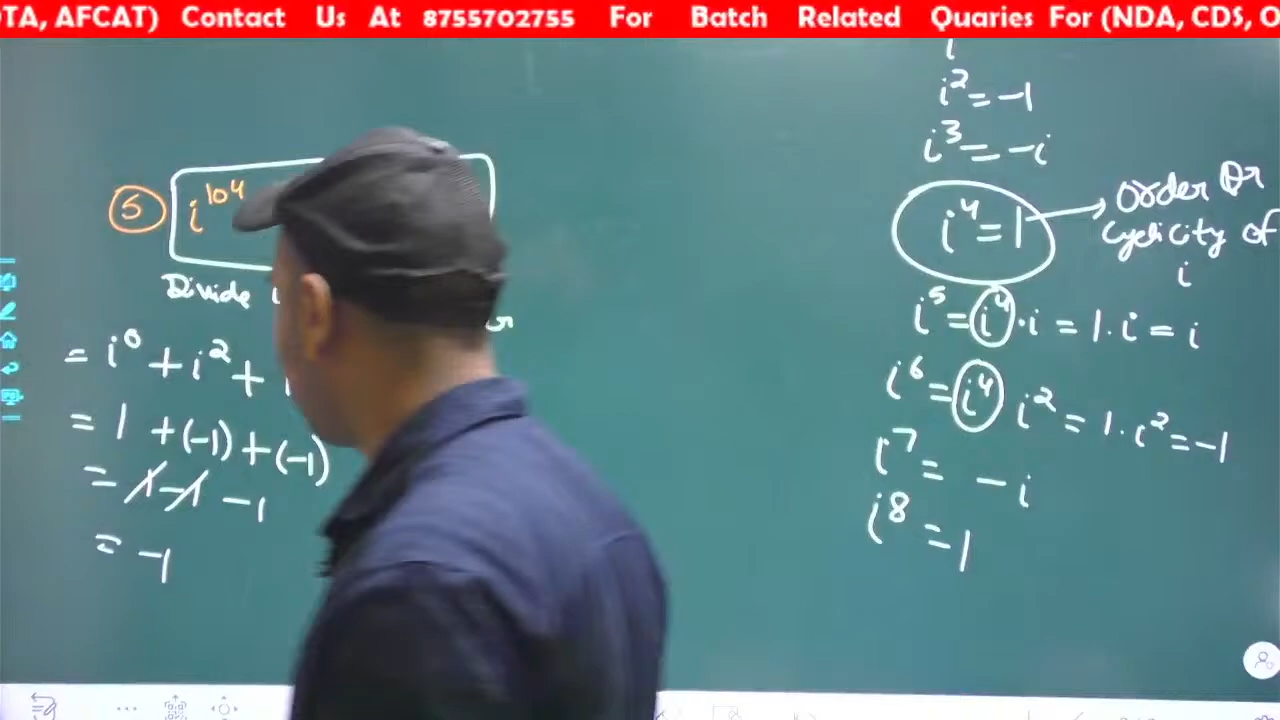 OTA, AFCAT) Contact Us At 8755702755 For Batch Related Quaries For (NDA, CDS, O
i
i² = -1
i³ = -i
5 i¹⁰⁴
i⁴ = 1 → order Or
cyclicity of
i
Divide
i⁵ = i⁴ · i = 1 · i = i
= i⁰ + i² +
i⁶ = i⁴ i² = 1 · i² = -1
= 1 + (-1) + (-1)
i⁷ = -i
= 1 - 1 - 1
i⁸ = 1
= -1